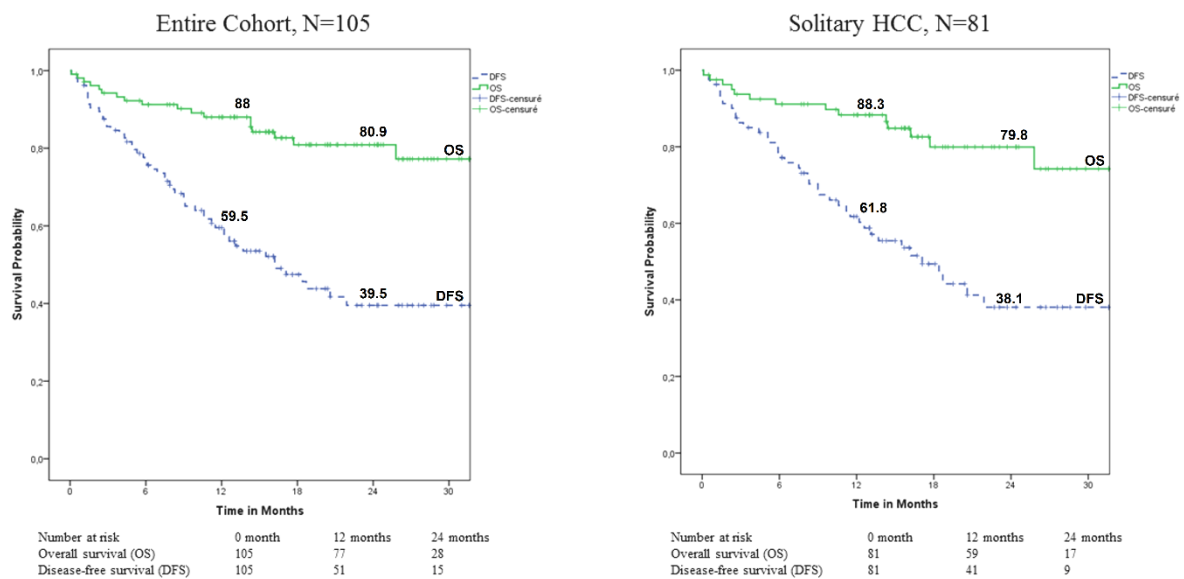 Entire Cohort, N=105
Survival Probability
1,0
0,8
0,6
0,4
0,2
0,0
88
80.9
OS
59.5
39.5
DFS
DFS
OS
DFS-censuré
OS-censuré
0 6 12 18 24 30
Time in Months
Number at risk 0 month 12 months 24 months
Overall survival (OS) 105 77 28
Disease-free survival (DFS) 105 51 15
Solitary HCC, N=81
Survival Probability
1,0
0,8
0,6
0,4
0,2
0,0
88.3
79.8
OS
61.8
38.1
DFS
DFS
OS
DFS-censuré
OS-censuré
0 6 12 18 24 30
Time in Months
Number at risk 0 month 12 months 24 months
Overall survival (OS) 81 59 17
Disease-free survival (DFS) 81 41 9